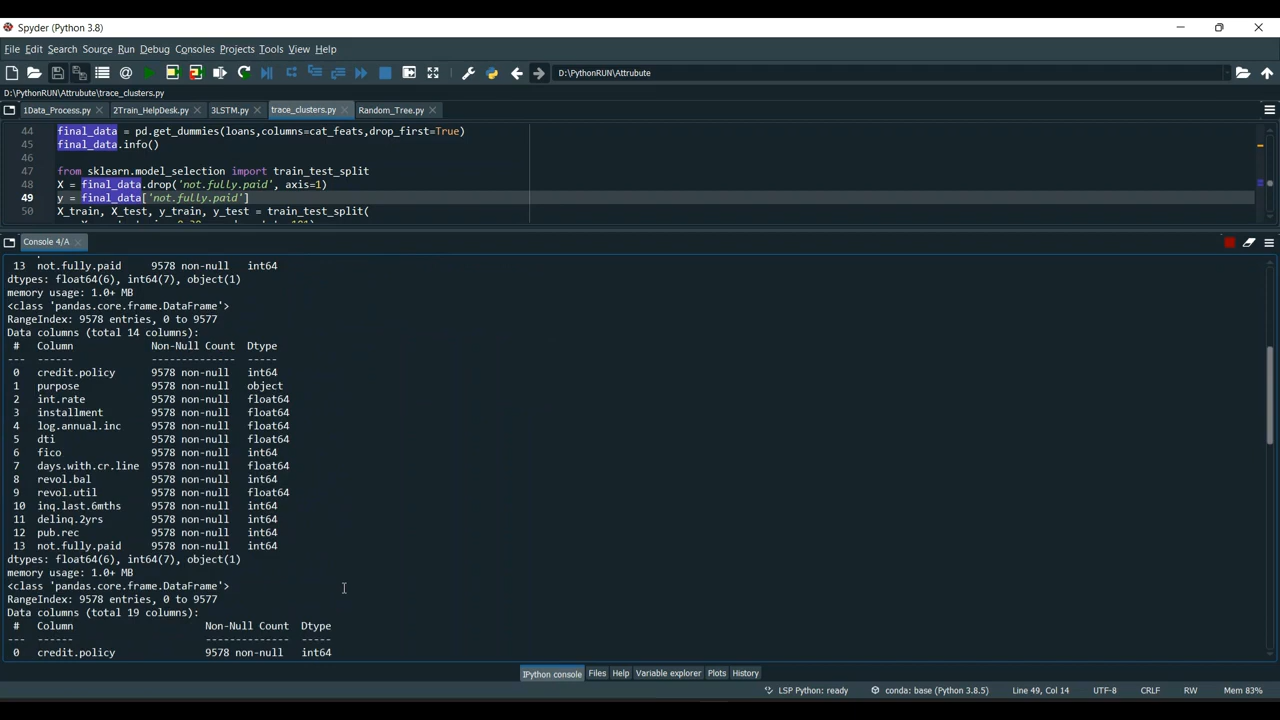 Spyder (Python 3.8)
File Edit Search Source Run Debug Consoles Projects Tools View Help
D:\PythonRUN\Attrubute
D:\PythonRUN\Attrubute\trace_clusters.py
1Data_Process.py 2Train_HelpDesk.py 3LSTM.py trace_clusters.py Random_Tree.py
44 final_data = pd.get_dummies(loans,columns=cat_feats,drop_first=True)
45 final_data.info()
46
47 from sklearn.model_selection import train_test_split
48 X = final_data.drop('not.fully.paid', axis=1)
49 y = final_data['not.fully.paid']
50 X_train, X_test, y_train, y_test = train_test_split(
Console 4/A
13 not.fully.paid 9578 non-null int64
dtypes: float64(6), int64(7), object(1)
memory usage: 1.0+ MB
<class 'pandas.core.frame.DataFrame'>
RangeIndex: 9578 entries, 0 to 9577
Data columns (total 14 columns):
# Column Non-Null Count Dtype
--- ------ -------------- -----
0 credit.policy 9578 non-null int64
1 purpose 9578 non-null object
2 int.rate 9578 non-null float64
3 installment 9578 non-null float64
4 log.annual.inc 9578 non-null float64
5 dti 9578 non-null float64
6 fico 9578 non-null int64
7 days.with.cr.line 9578 non-null float64
8 revol.bal 9578 non-null int64
9 revol.util 9578 non-null float64
10 inq.last.6mths 9578 non-null int64
11 delinq.2yrs 9578 non-null int64
12 pub.rec 9578 non-null int64
13 not.fully.paid 9578 non-null int64
dtypes: float64(6), int64(7), object(1)
memory usage: 1.0+ MB
<class 'pandas.core.frame.DataFrame'>
RangeIndex: 9578 entries, 0 to 9577
Data columns (total 19 columns):
# Column Non-Null Count Dtype
--- ------ -------------- -----
0 credit.policy 9578 non-null int64
IPython console Files Help Variable explorer Plots History
LSP Python: ready conda: base (Python 3.8.5) Line 49, Col 14 UTF-8 CRLF RW Mem 83%